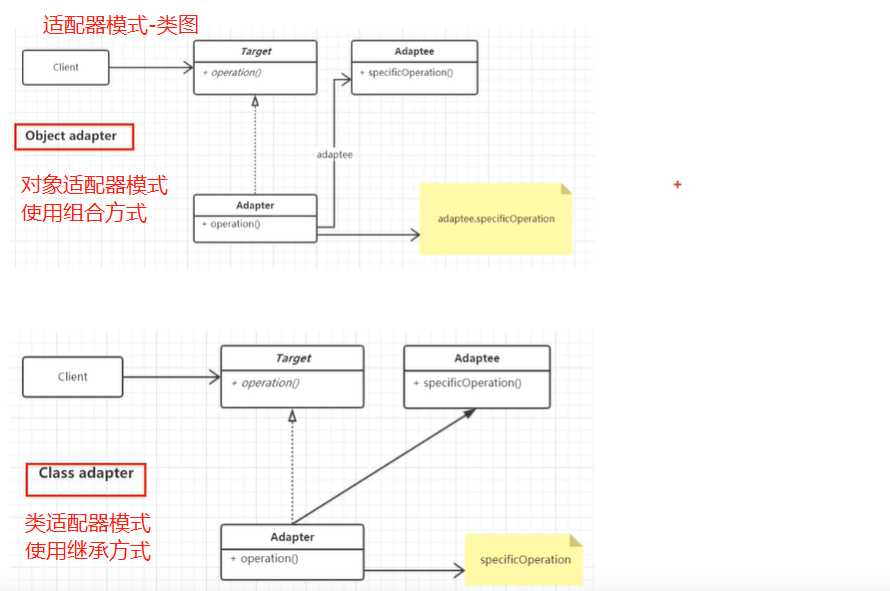 适配器模式-类图
Target
Adaptee
Client
+ operation()
+ specificOperation()
Object adapter
adaptee
对象适配器模式
使用组合方式
Adapter
+ operation()
adaptee.specificOperation
Target
Adaptee
Client
+ operation()
+ specificOperation()
Class adapter
类适配器模式
使用继承方式
Adapter
+ operation()
specificOperation